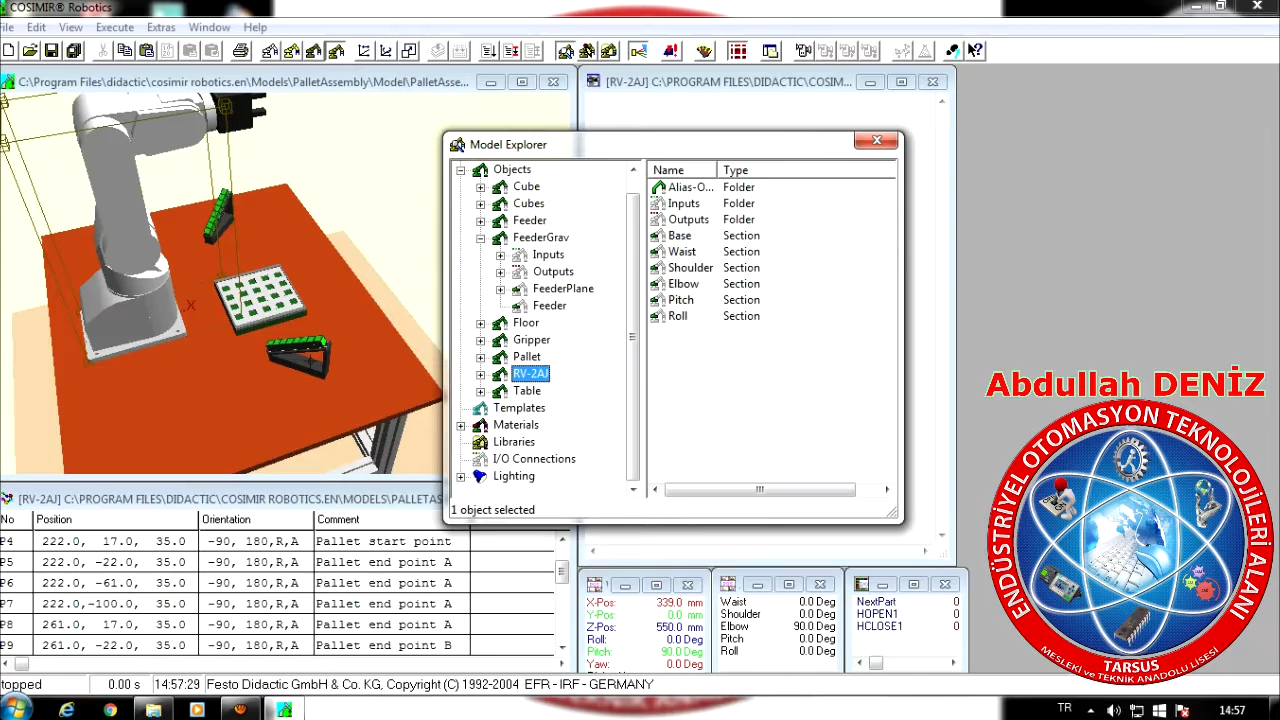 COSIMIR® Robotics
File Edit View Execute Extras Window Help
C:\Program Files\didactic\cosimir robotics.en\Models\PalletAssembly\Model\PalletAsse...
[RV-2AJ] C:\PROGRAM FILES\DIDACTIC\COSIM...
X
Model Explorer
Objects
Cube
Cubes
Feeder
FeederGrav
Inputs
Outputs
FeederPlane
Feeder
Floor
Gripper
Pallet
RV-2AJ
Table
Templates
Materials
Libraries
I/O Connections
Lighting
Name Type
Alias-O... Folder
Inputs Folder
Outputs Folder
Base Section
Waist Section
Shoulder Section
Elbow Section
Pitch Section
Roll Section
1 object selected
[RV-2AJ] C:\PROGRAM FILES\DIDACTIC\COSIMIR ROBOTICS.EN\MODELS\PALLETAS
No Position Orientation Comment
P4 222.0, 17.0, 35.0 -90, 180,R,A Pallet start point
P5 222.0, -22.0, 35.0 -90, 180,R,A Pallet end point A
P6 222.0, -61.0, 35.0 -90, 180,R,A Pallet end point A
P7 222.0,-100.0, 35.0 -90, 180,R,A Pallet end point A
P8 261.0, 17.0, 35.0 -90, 180,R,A Pallet end point A
P9 261.0, -22.0, 35.0 -90, 180,R,A Pallet end point B
X-Pos: 339.0 mm
Y-Pos: 0.0 mm
Z-Pos: 550.0 mm
Roll: 0.0 Deg
Pitch: 90.0 Deg
Yaw: 0.0 Deg
Waist 0.0 Deg
Shoulder 0.0 Deg
Elbow 90.0 Deg
Pitch 0.0 Deg
Roll 0.0 Deg
NextPart 0
HOPEN1 0
HCLOSE1 0
topped 0.00 s 14:57:29 Festo Didactic GmbH & Co. KG, Copyright (C) 1992-2004 EFR - IRF - GERMANY
TR 14:57
Abdullah DENİZ
ENDÜSTRİYEL OTOMASYON TEKNOLOJİLERİ ALANI
TARSUS
MESLEKİ ve TEKNİK ANADOLU LİSESİ